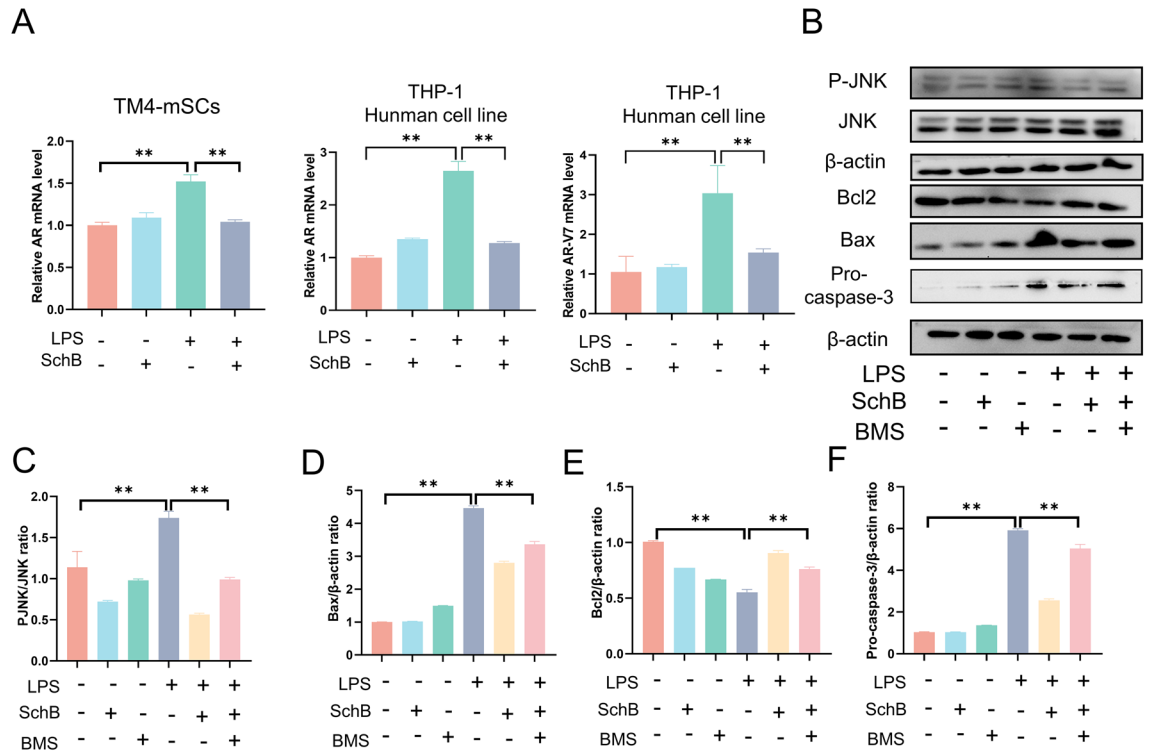 A
B
TM4-mSCs
THP-1
Hunman cell line
THP-1
Hunman cell line
Relative AR mRNA level
2.0
1.5
1.0
0.5
0.0
** **
Relative AR mRNA level
3
2
1
0
** **
Relative AR-V7 mRNA level
4
3
2
1
0
** **
LPS - - + +
SchB - + - +
LPS - - + +
SchB - + - +
LPS - - + +
SchB - + - +
P-JNK
JNK
β-actin
Bcl2
Bax
Pro-
caspase-3
β-actin
LPS - - - + + +
SchB - + - - + +
BMS - - + - - +
C
PJNK/JNK ratio
2.0
1.5
1.0
0.5
0.0
** **
LPS - - - + + +
SchB - + - - + +
BMS - - + - - +
D
Bax/β-actin ratio
5
4
3
2
1
0
** **
LPS - - - + + +
SchB - + - - + +
BMS - - + - - +
E
Bcl2/β-actin ratio
1.5
1.0
0.5
0.0
** **
LPS - - - + + +
SchB - + - - + +
BMS - - + - - +
F
Pro-caspase-3/β-actin ratio
8
6
4
2
0
** **
LPS - - - + + +
SchB - + - - + +
BMS - - + - - +